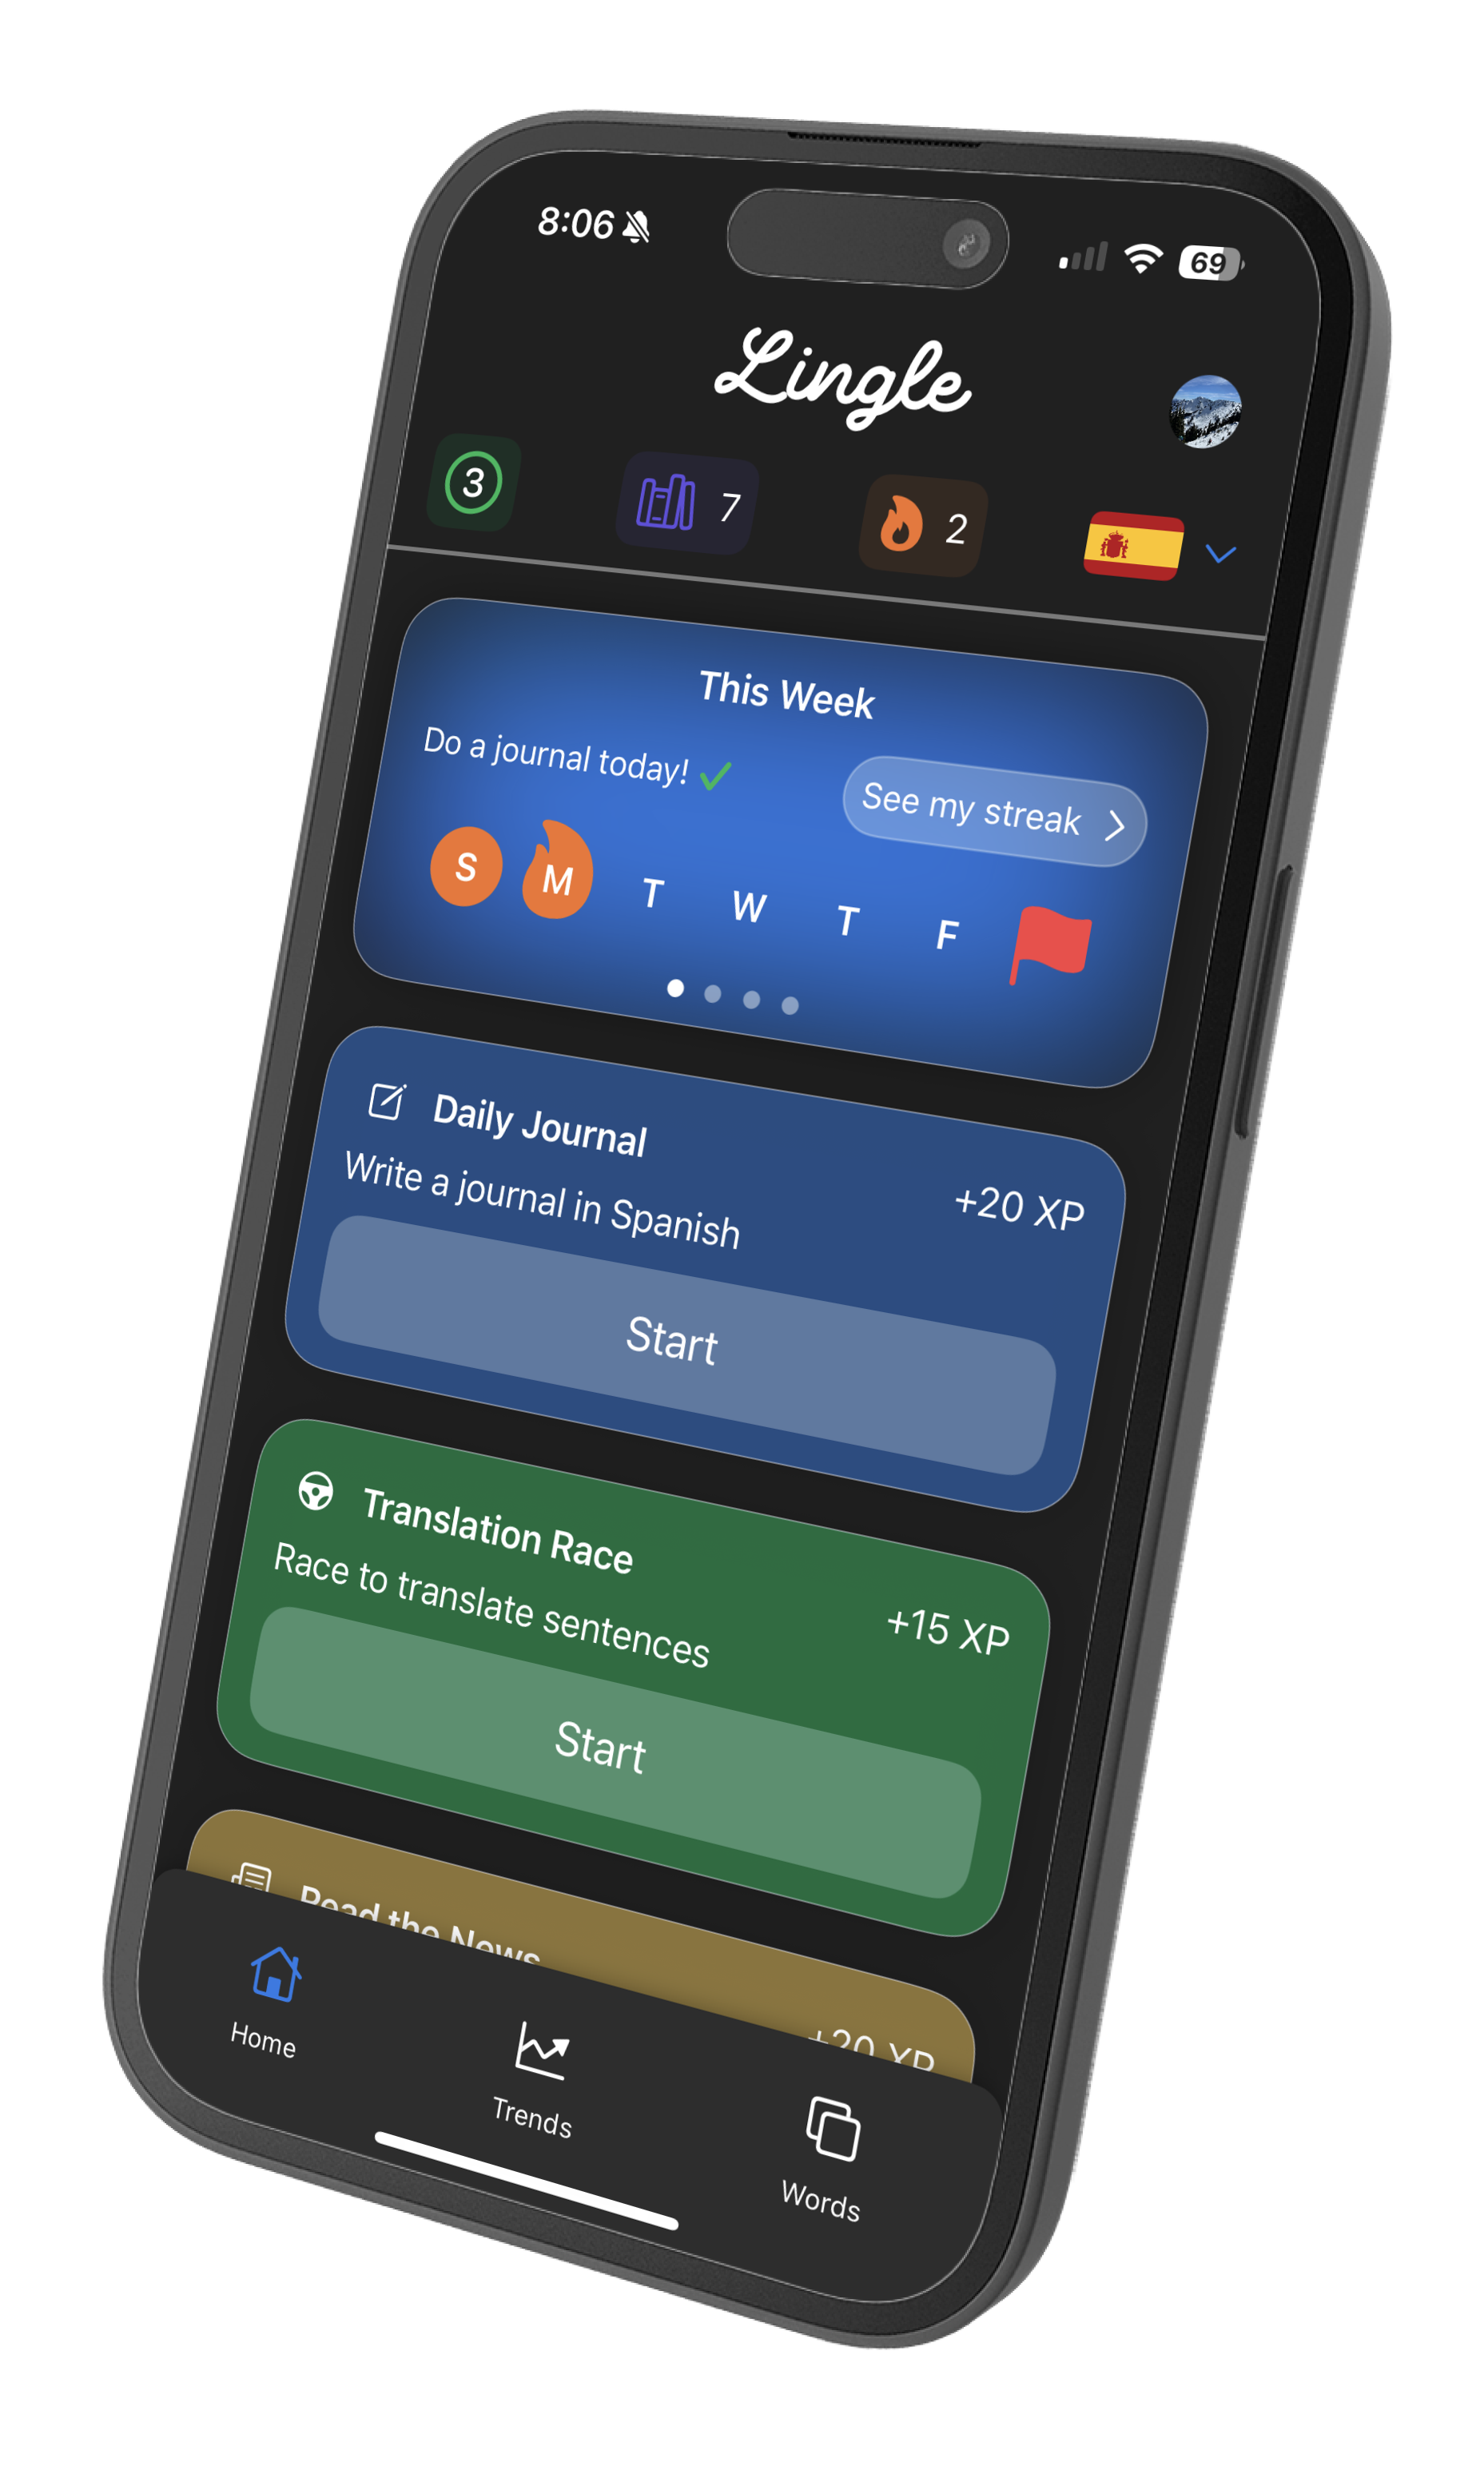 8:06
69
Lingle
3
7
2
This Week
Do a journal today!
See my streak
S M T W T F
Daily Journal
Write a journal in Spanish
+20 XP
Start
Translation Race
Race to translate sentences
+15 XP
Start
Read the News
+20 XP
Home
Trends
Words